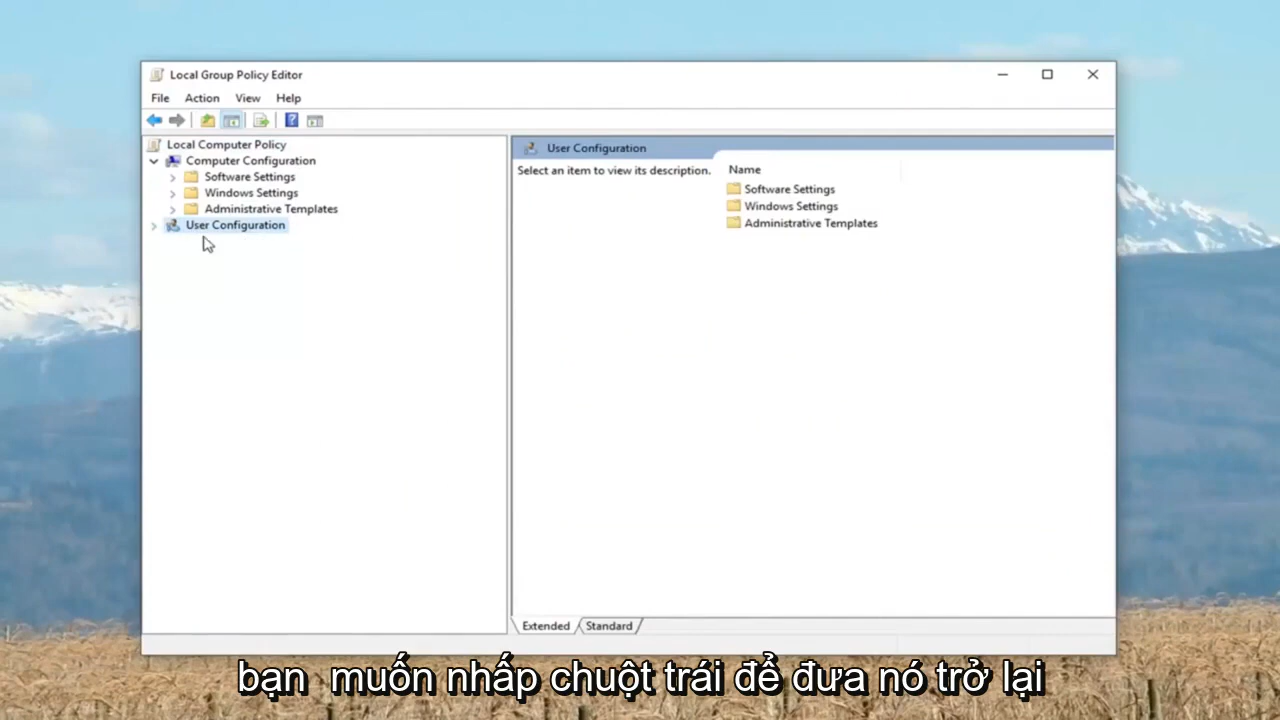 Local Group Policy Editor
File Action View Help
Local Computer Policy
Computer Configuration
Software Settings
Windows Settings
Administrative Templates
User Configuration
User Configuration
Select an item to view its description.
Name
Software Settings
Windows Settings
Administrative Templates
Extended Standard
bạn muốn nhấp chuột trái để đưa nó trở lại